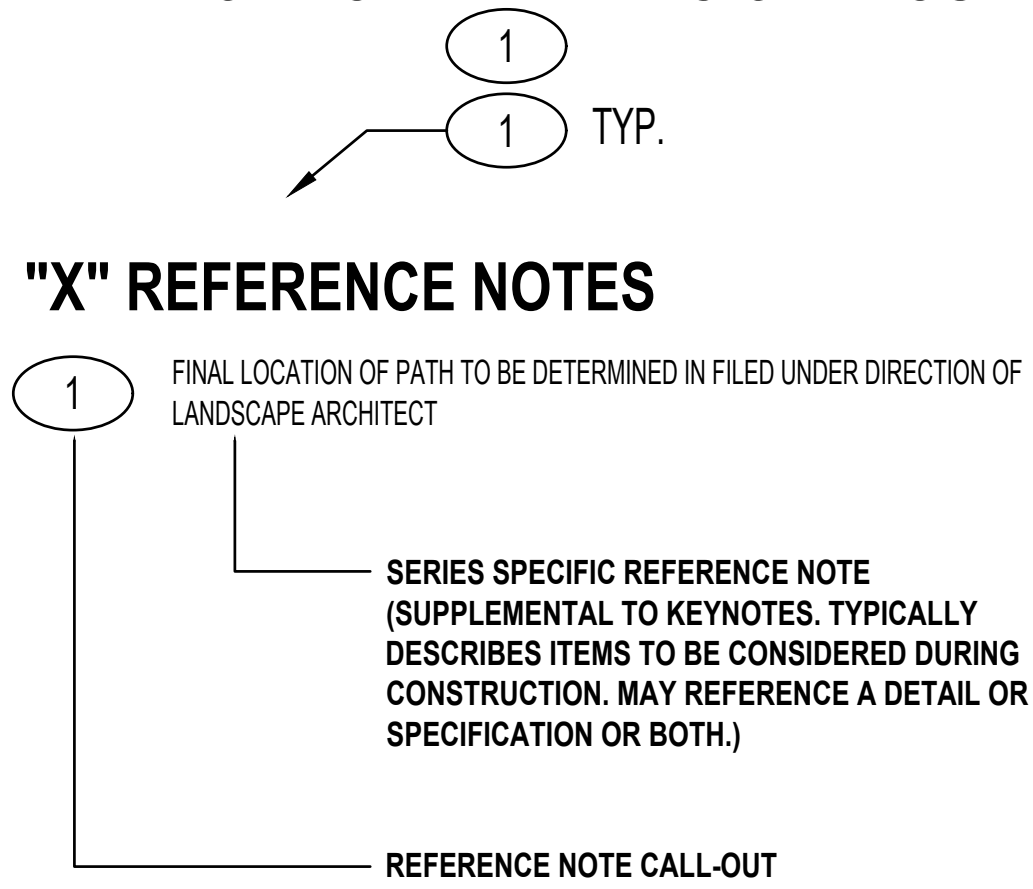 1
1 TYP.
"X" REFERENCE NOTES
1 FINAL LOCATION OF PATH TO BE DETERMINED IN FILED UNDER DIRECTION OF
LANDSCAPE ARCHITECT
SERIES SPECIFIC REFERENCE NOTE
(SUPPLEMENTAL TO KEYNOTES. TYPICALLY
DESCRIBES ITEMS TO BE CONSIDERED DURING
CONSTRUCTION. MAY REFERENCE A DETAIL OR
SPECIFICATION OR BOTH.)
REFERENCE NOTE CALL-OUT